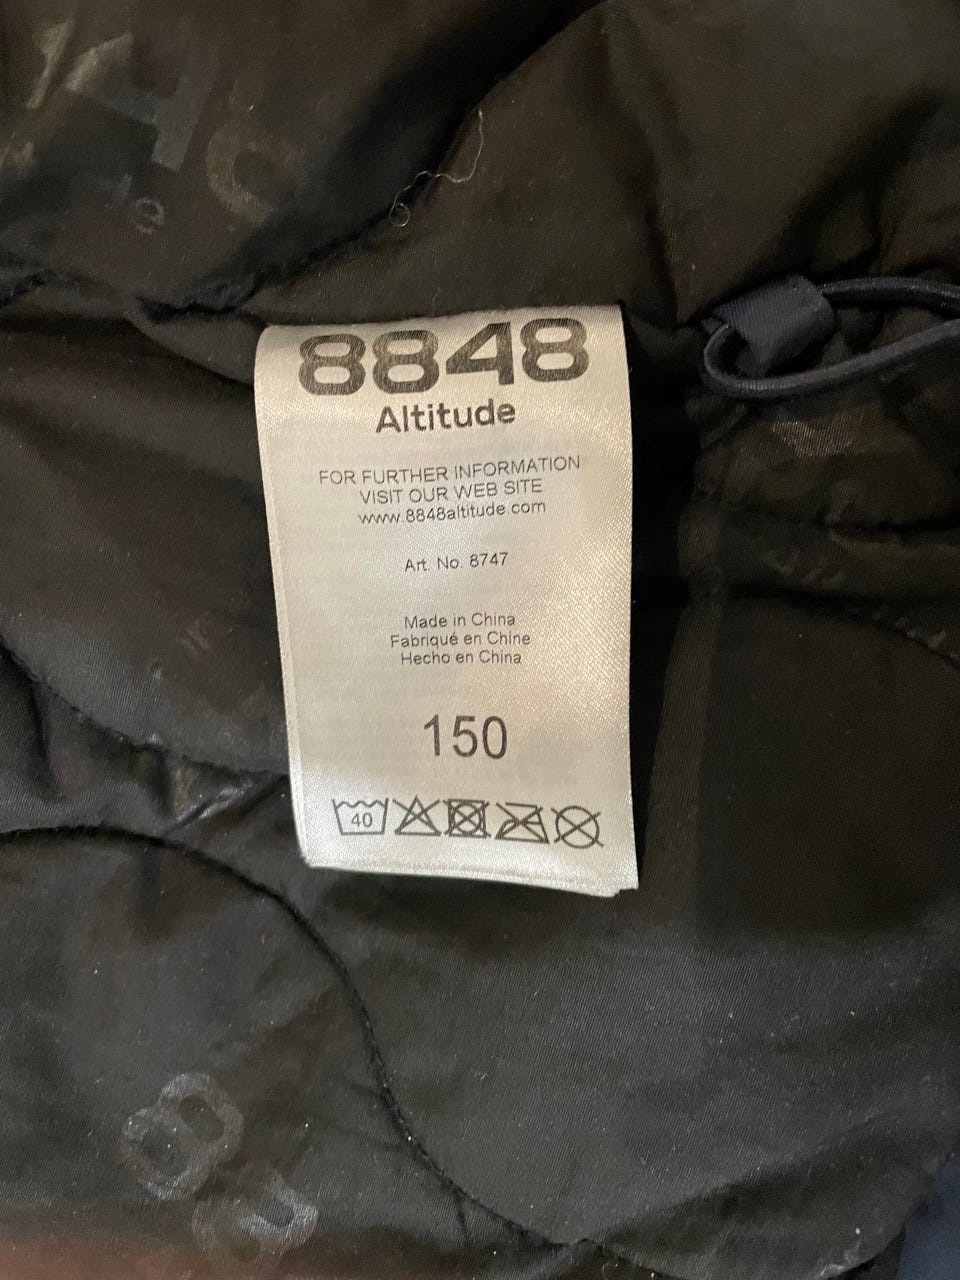 8848
Altitude
FOR FURTHER INFORMATION
VISIT OUR WEB SITE
www.8848altitude.com
Art. No. 8747
Made in China
Fabriqué en Chine
Hecho en China
150
40